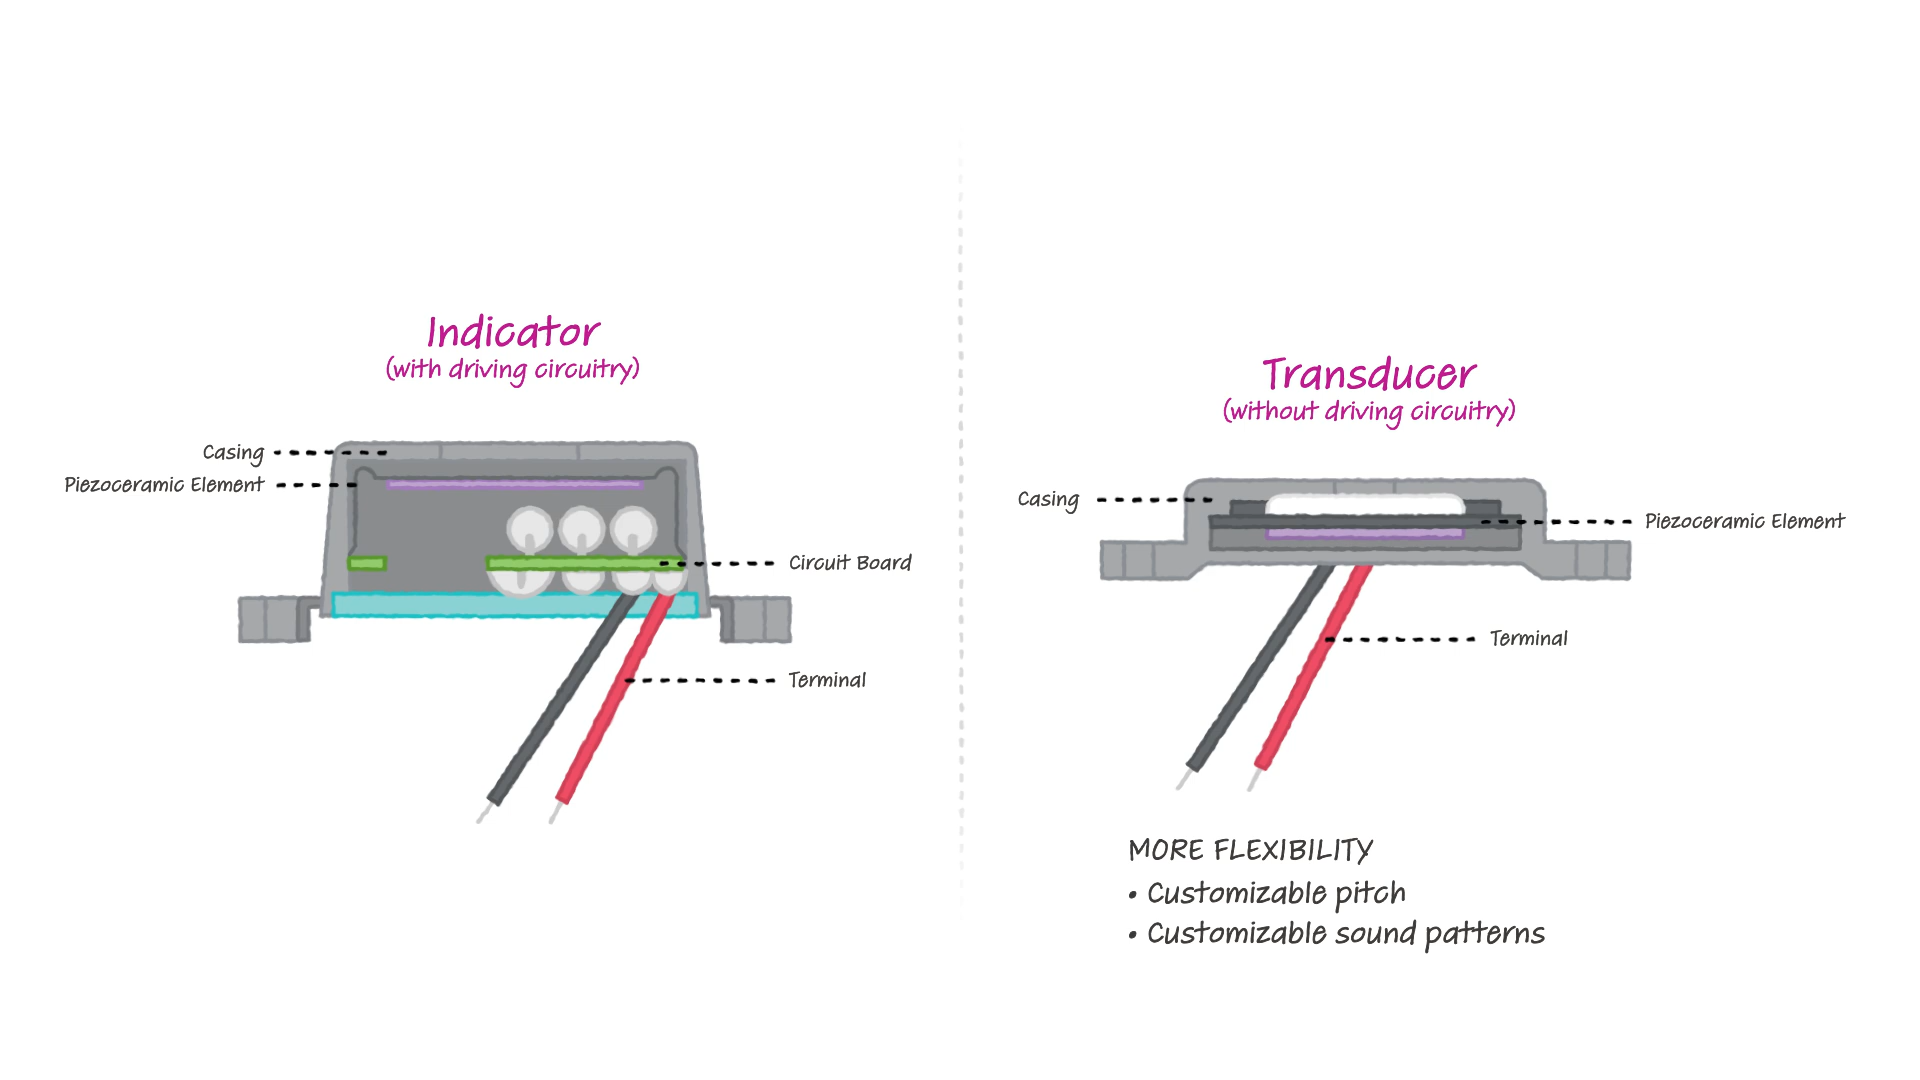 Indicator
(with driving circuitry)
Casing
Piezoceramic Element
Circuit Board
Terminal
Transducer
(without driving circuitry)
Casing
Piezoceramic Element
Terminal
MORE FLEXIBILITY
• Customizable pitch
• Customizable sound patterns